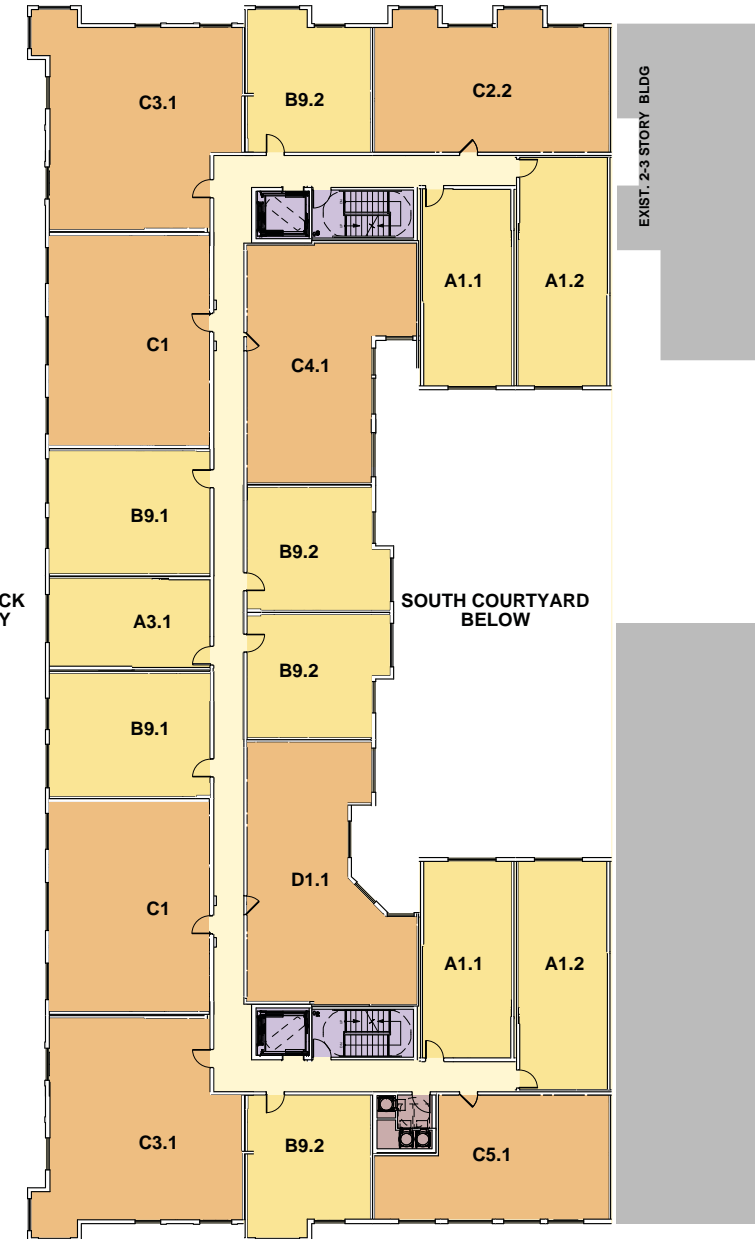 C3.1
B9.2
C2.2
EXIST. 2-3 STORY BLDG
A1.1
A1.2
C1
C4.1
B9.1
B9.2
CK
Y
A3.1
SOUTH COURTYARD
BELOW
B9.2
B9.1
D1.1
C1
A1.1
A1.2
C3.1
B9.2
C5.1